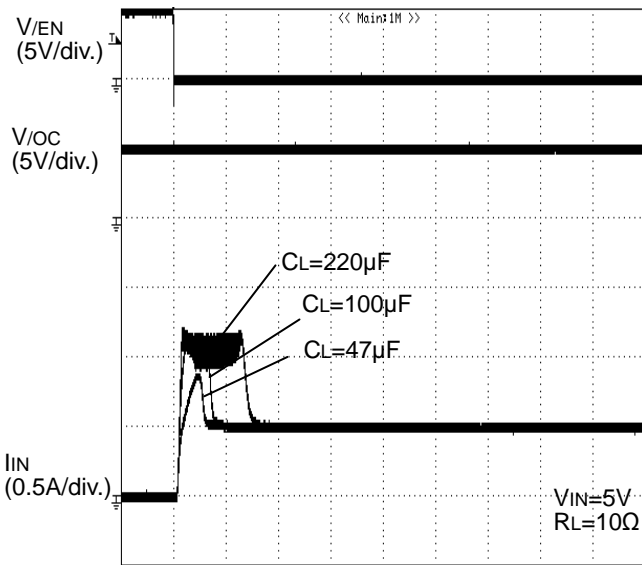 << Main:1M >>
V/EN
(5V/div.)
T
V/OC
(5V/div.)
CL=220µF
CL=100µF
CL=47µF
IIN
(0.5A/div.)
VIN=5V
RL=10Ω